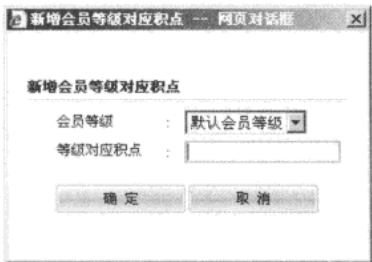 新增会员等级对应积点 -- 网页对话框
新增会员等级对应积点
会员等级 : 默认会员等级
等级对应积点 :
确定 取消